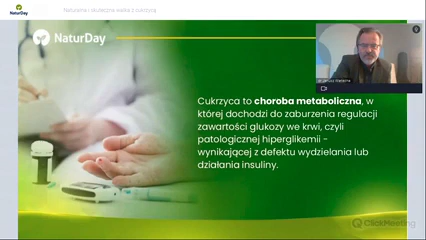 NaturDay
Naturalne i skuteczne walka z cukrzycą
NaturDay
Cukrzyca to choroba metaboliczna, w
której dochodzi do zaburzenia regulacji
zawartości glukozy we krwi, czyli
patologicznej hiperglikemii -
wynikającej z defektu wydzielania lub
działania insuliny.
ClickMeeting